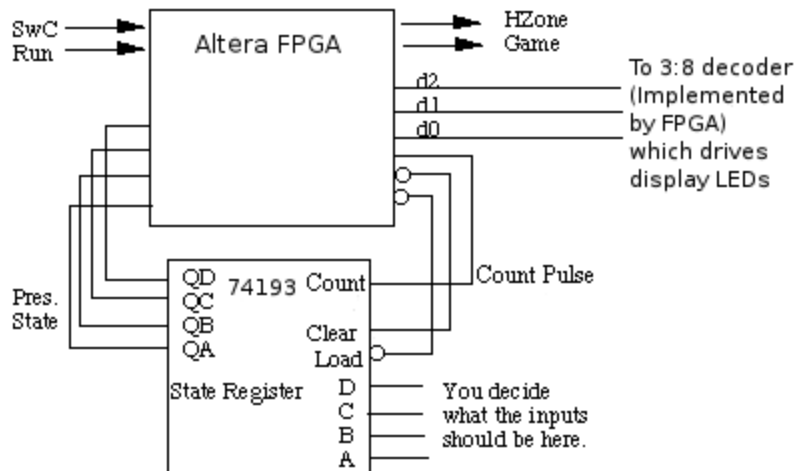 SwC
Run
Altera FPGA
HZone
Game
d2
d1
d0
To 3:8 decoder
(Implemented
by FPGA)
which drives
display LEDs
Pres.
State
QD
QC
QB
QA
74193
Count
Count Pulse
Clear
Load
State Register
D
C
B
A
You decide
what the inputs
should be here.